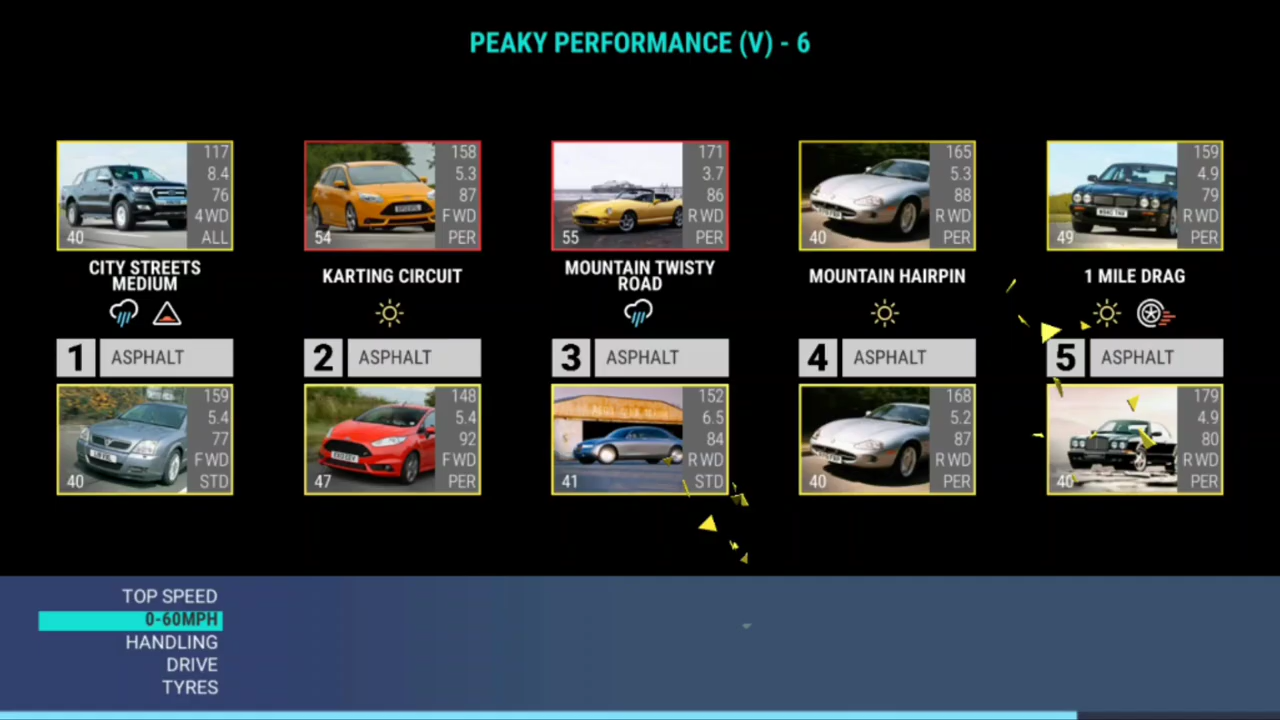 PEAKY PERFORMANCE (V) - 6
117
8.4
76
4WD
40 ALL
158
5.3
87
FWD
54 PER
171
3.7
86
RWD
55 PER
165
5.3
88
RWD
40 PER
159
4.9
79
RWD
49 PER
CITY STREETS
MEDIUM
KARTING CIRCUIT
MOUNTAIN TWISTY
ROAD
MOUNTAIN HAIRPIN
1 MILE DRAG
1 ASPHALT
2 ASPHALT
3 ASPHALT
4 ASPHALT
5 ASPHALT
159
5.4
77
FWD
40 STD
148
5.4
92
FWD
47 PER
152
6.5
84
RWD
41 STD
168
5.2
87
RWD
40 PER
179
4.9
80
RWD
40 PER
TOP SPEED
0-60MPH
HANDLING
DRIVE
TYRES